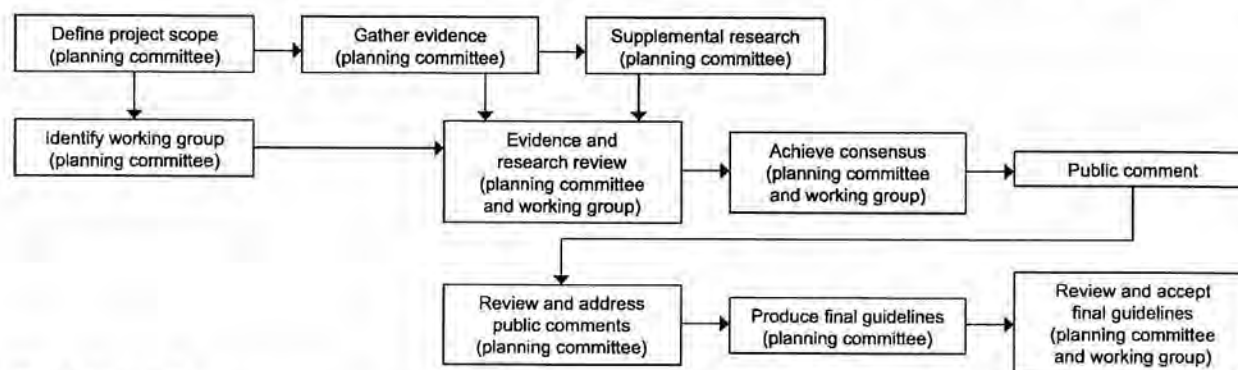 Define project scope
(planning committee)
Gather evidence
(planning committee)
Supplemental research
(planning committee)
Identify working group
(planning committee)
Evidence and
research review
(planning committee
and working group)
Achieve consensus
(planning committee
and working group)
Public comment
Review and address
public comments
(planning committee)
Produce final guidelines
(planning committee)
Review and accept
final guidelines
(planning committee
and working group)